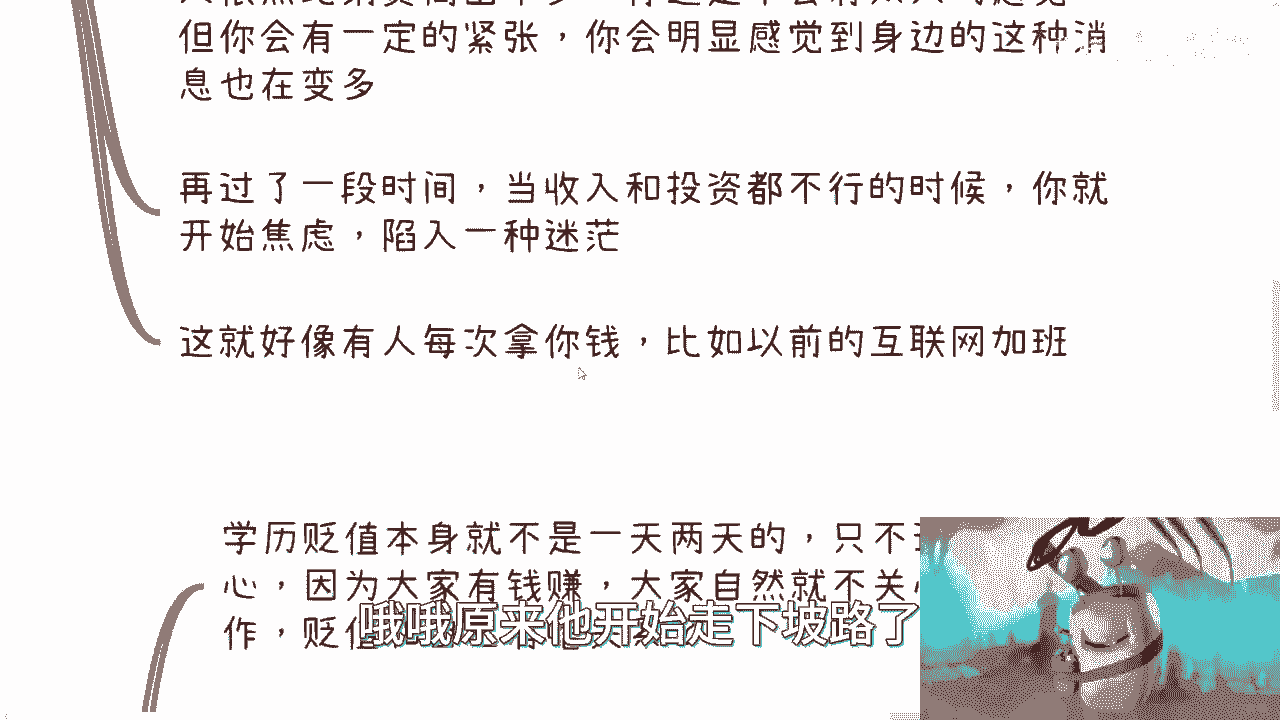 但你会有一定的紧张，你会明显感觉到身边的这种消
息也在变多
再过了一段时间，当收入和投资都不行的时候，你就
开始焦虑，陷入一种迷茫
这就好像有人每次拿你钱，比如以前的互联网加班
学历贬值本身就不是一天两天的，只不
心，因为大家有钱赚，大家自然就不关
作，贬值
哦哦原来他开始走下坡路了